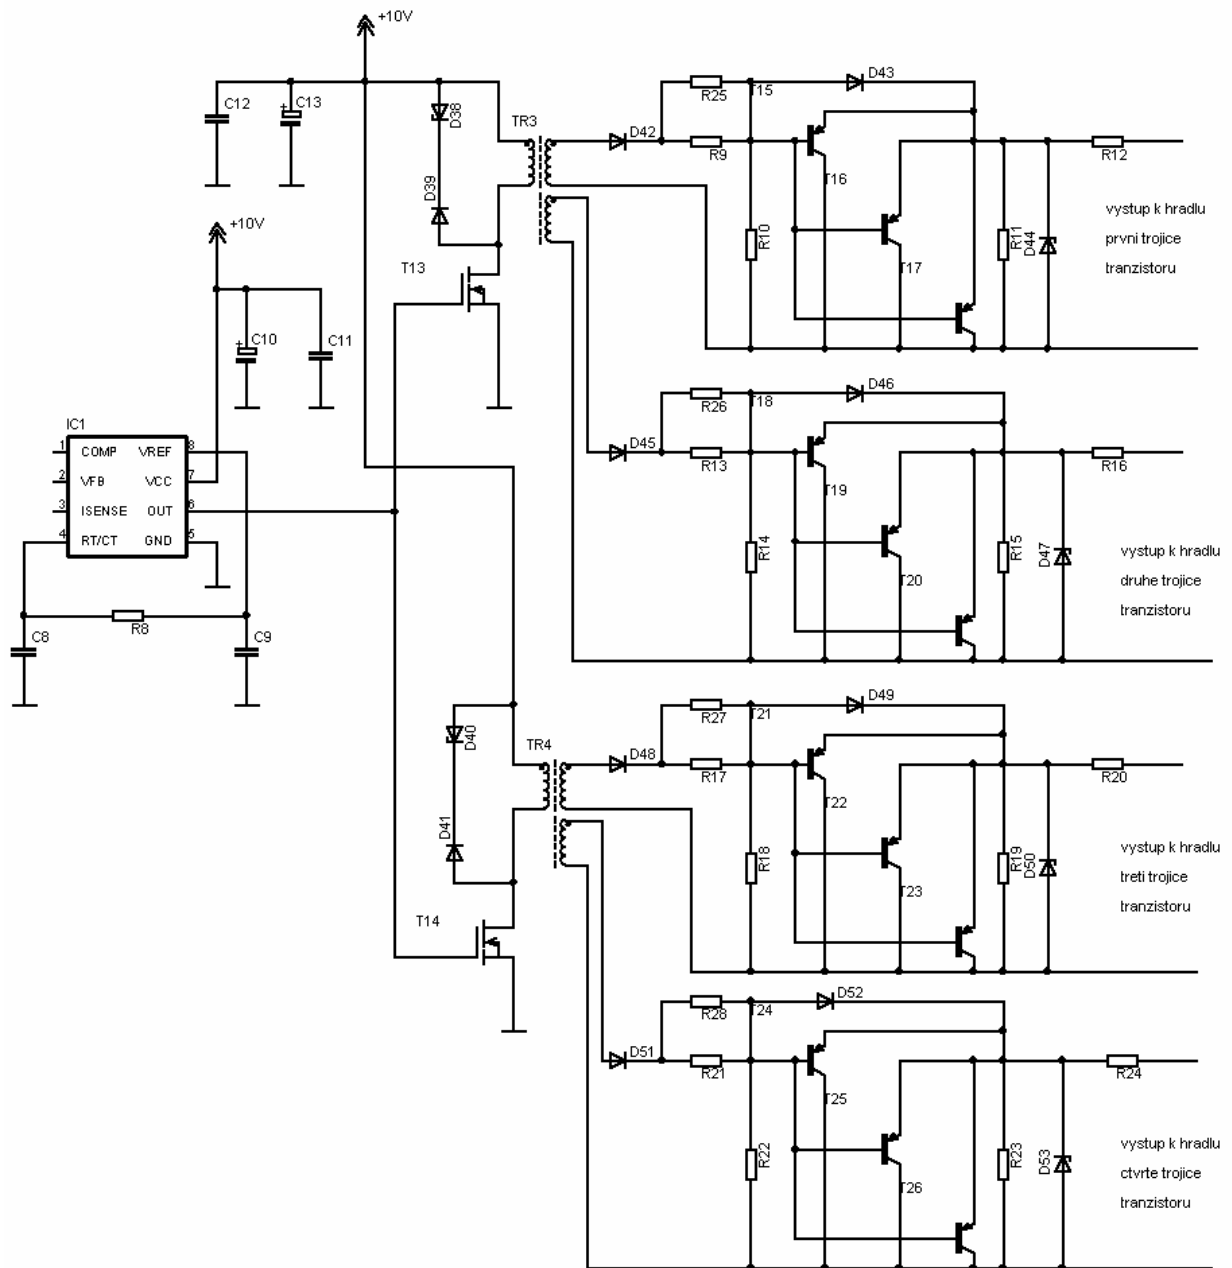 +10V
C12
C13
D38
D39
TR3
T13
+10V
C10
C11
IC1
1 COMP VREF 8
2 VFB VCC 7
3 ISENSE OUT 6
4 RT/CT GND 5
R8
C8
C9
D42
R25
R9
T15
D43
T16
T17
R10
R11
D44
R12
vystup k hradlu
prvni trojice
tranzistoru
D45
R26
R13
T18
D46
T19
T20
R14
R15
D47
R16
vystup k hradlu
druhe trojice
tranzistoru
D40
D41
TR4
T14
D48
R27
R17
T21
D49
T22
T23
R18
R19
D50
R20
vystup k hradlu
treti trojice
tranzistoru
D51
R28
R21
T24
D52
T25
T26
R22
R23
D53
R24
vystup k hradlu
ctvrte trojice
tranzistoru